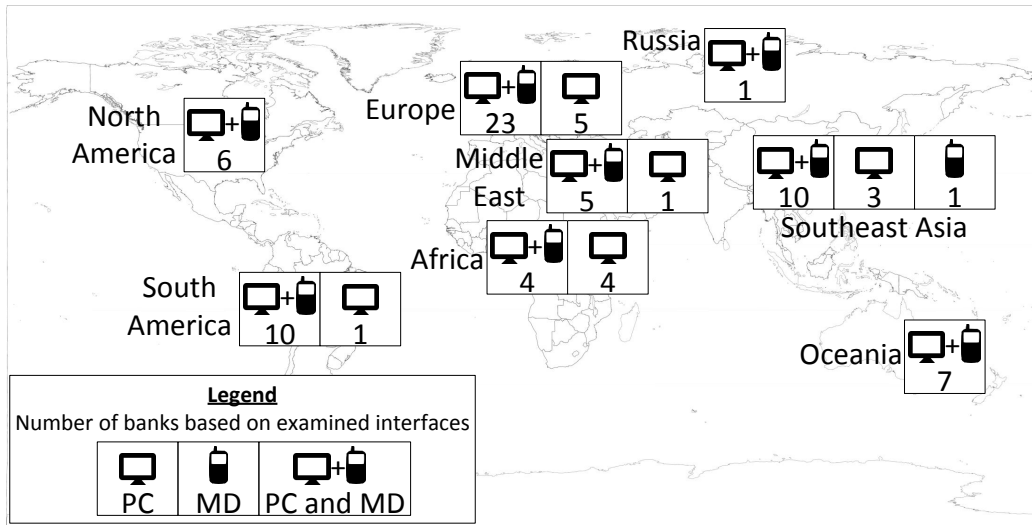 Russia
1
Europe
23 5
North
America
6
Middle
East
5 1
10 3 1
Southeast Asia
Africa
4 4
South
America
10 1
Oceania
7
Legend
Number of banks based on examined interfaces
PC MD PC and MD